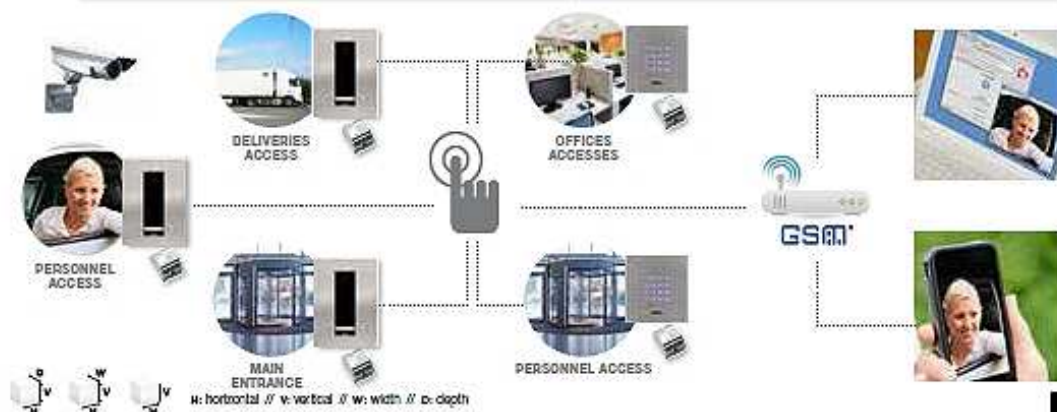 DELIVERIES
ACCESS
OFFICES
ACCESSES
PERSONNEL
ACCESS
GSM
MAIN
ENTRANCE
PERSONNEL ACCESS
D
V
H
W
V
H
V
H
H: horizontal // V: vertical // W: width // D: depth